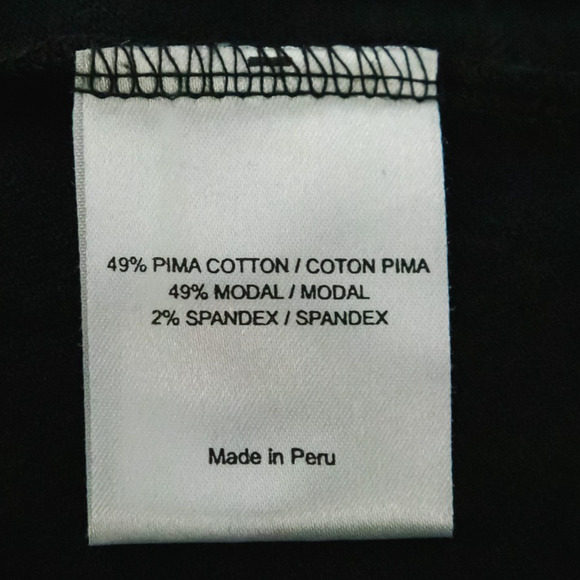 49% PIMA COTTON / COTON PIMA
49% MODAL / MODAL
2% SPANDEX / SPANDEX
Made in Peru